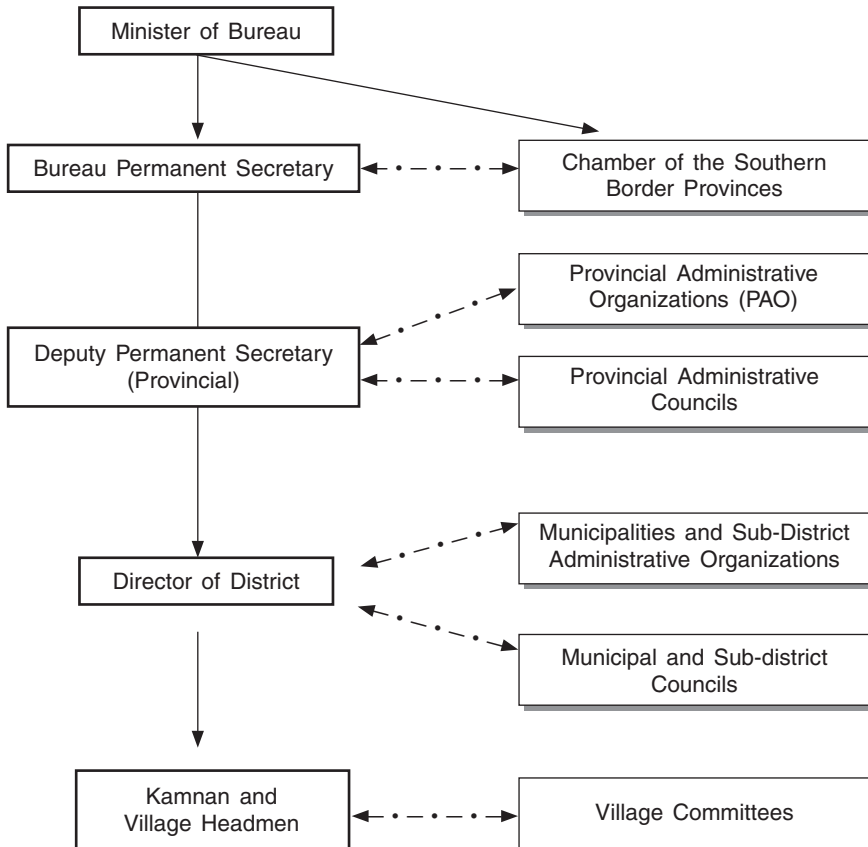 Minister of Bureau
Bureau Permanent Secretary
Chamber of the Southern
Border Provinces
Provincial Administrative
Organizations (PAO)
Deputy Permanent Secretary
(Provincial)
Provincial Administrative
Councils
Municipalities and Sub-District
Administrative Organizations
Director of District
Municipal and Sub-district
Councils
Kamnan and
Village Headmen
Village Committees